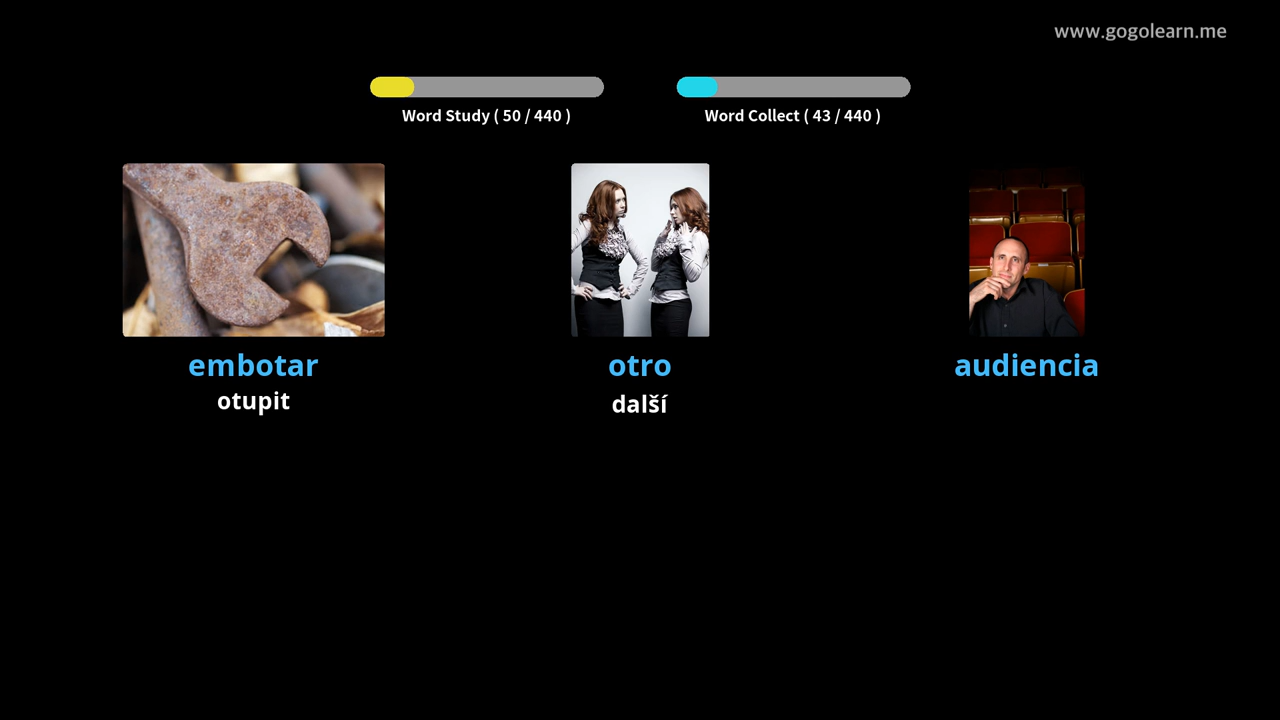 www.gogolearn.me
Word Study ( 50 / 440 )
Word Collect ( 43 / 440 )
embotar
otro
audiencia
otupit
další